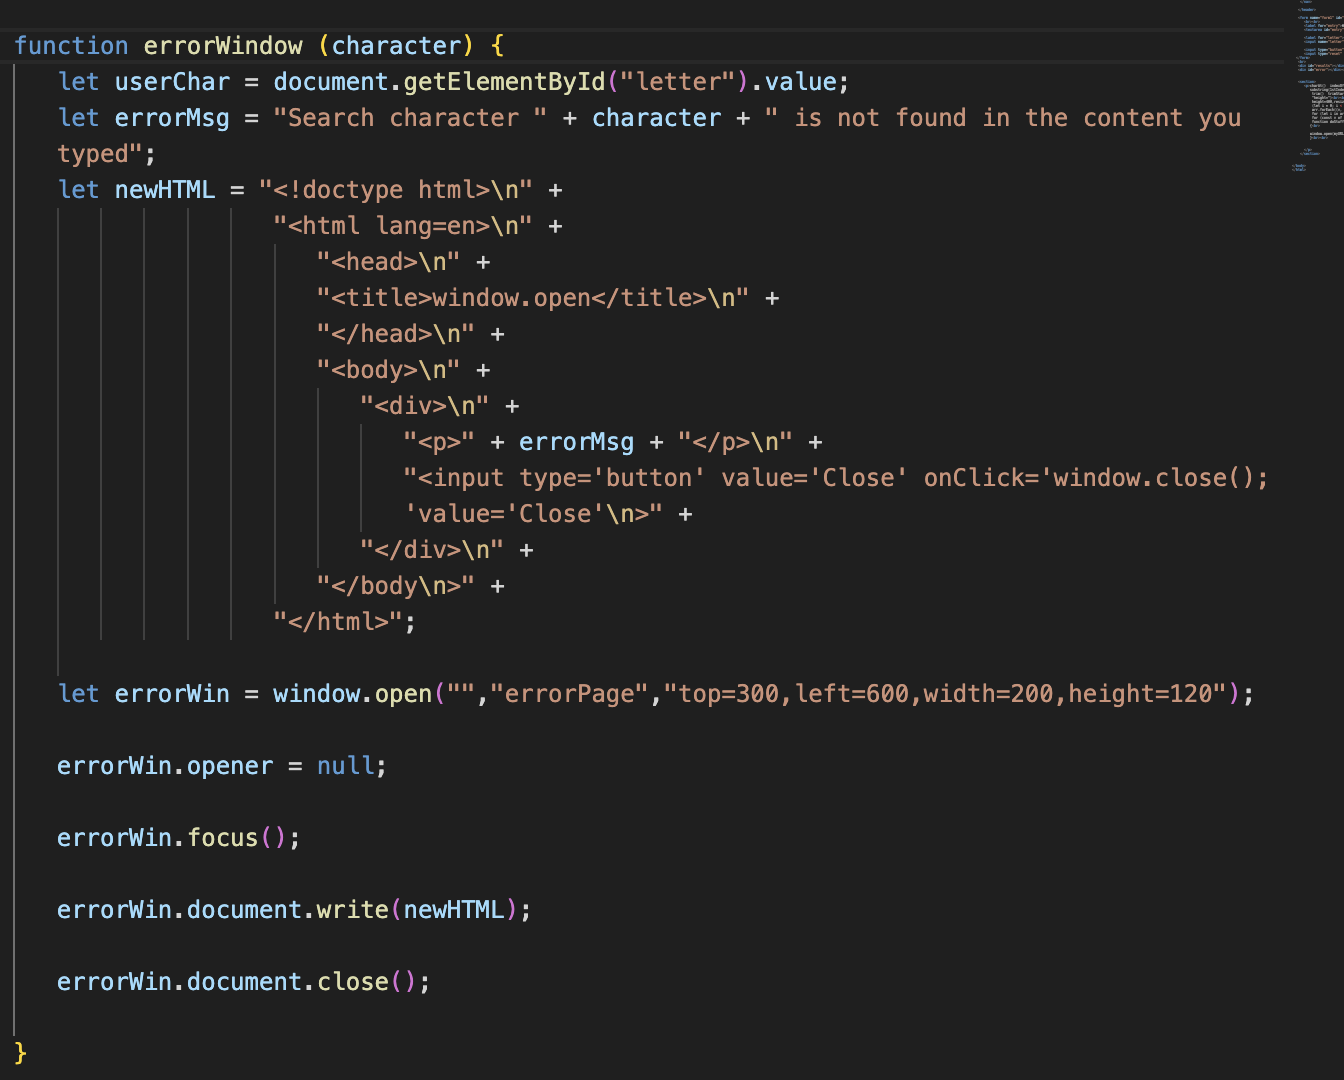 function errorWindow (character) {
let userChar = document.getElementById("letter").value;
let errorMsg = "Search character " + character + " is not found in the content you
typed";
let newHTML = "<!doctype html>\n" +
"<html lang=en>\n" +
"<head>\n" +
"<title>window.open</title>\n" +
"</head>\n" +
"<body>\n" +
"<div>\n" +
"<p>" + errorMsg + "</p>\n" +
"<input type='button' value='Close' onClick='window.close();
'value='Close'\n>" +
"</div>\n" +
"</body\n>" +
"</html>";
let errorWin = window.open("","errorPage","top=300,left=600,width=200,height=120");
errorWin.opener = null;
errorWin.focus();
errorWin.document.write(newHTML);
errorWin.document.close();
}